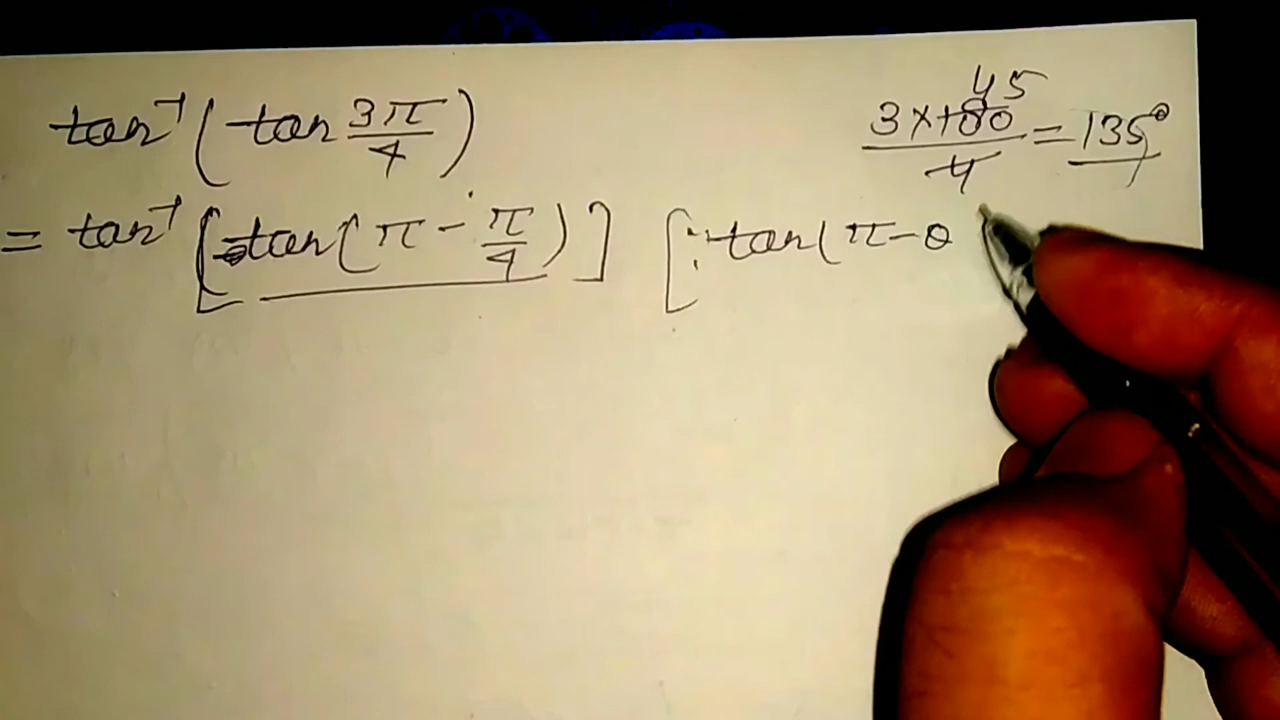 tan⁻¹(tan 3π/4)
3×180/4 = 135°
45
= tan⁻¹[tan(π - π/4)] [∵ tan(π-θ